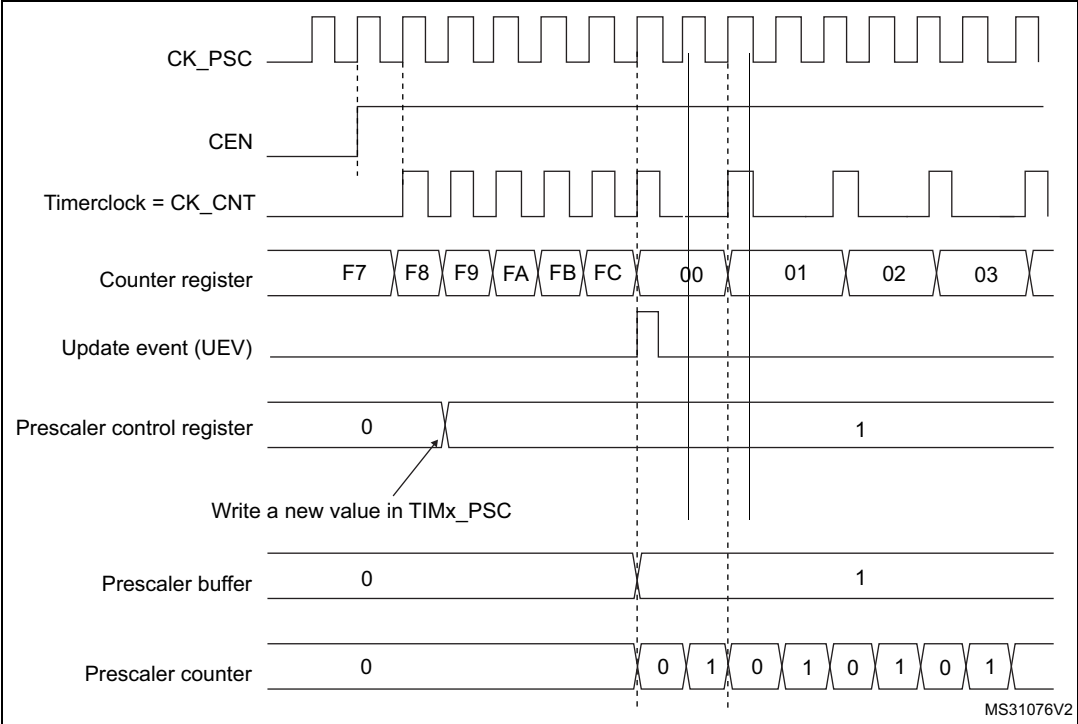 CK_PSC
CEN
Timerclock = CK_CNT
Counter register F7 F8 F9 FA FB FC 00 01 02 03
Update event (UEV)
Prescaler control register 0 1
Write a new value in TIMx_PSC
Prescaler buffer 0 1
Prescaler counter 0 0 1 0 1 0 1 0 1
MS31076V2